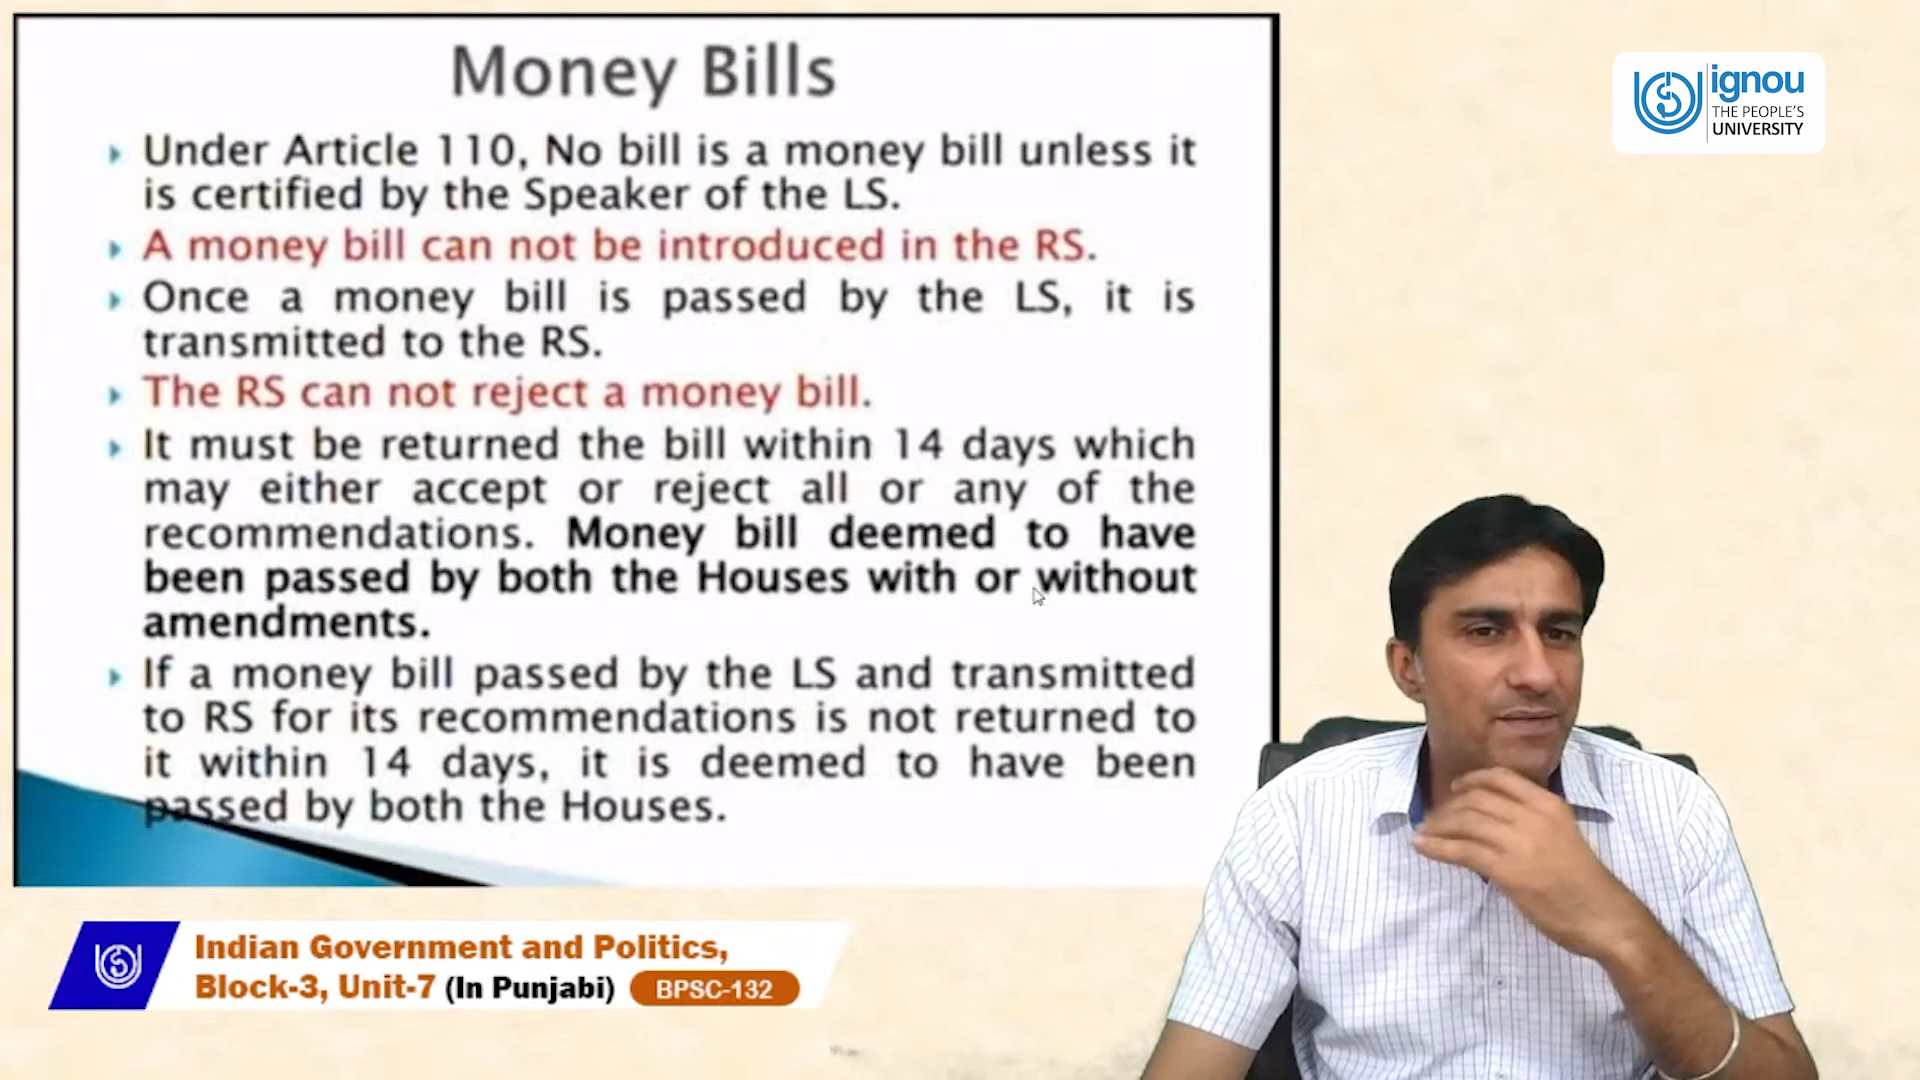 Money Bills
Under Article 110, No bill is a money bill unless it
is certified by the Speaker of the LS.
A money bill can not be introduced in the RS.
Once a money bill is passed by the LS, it is
transmitted to the RS.
The RS can not reject a money bill.
It must be returned the bill within 14 days which
may either accept or reject all or any of the
recommendations. Money bill deemed to have
been passed by both the Houses with or without
amendments.
If a money bill passed by the LS and transmitted
to RS for its recommendations is not returned to
it within 14 days, it is deemed to have been
passed by both the Houses.
ignou
THE PEOPLE'S
UNIVERSITY
Indian Government and Politics,
Block-3, Unit-7 (In Punjabi) BPSC-132